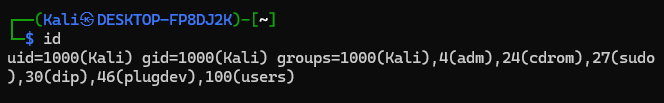 ┌──(Kali㉿DESKTOP-FP8DJ2K)-[~]
└─$ id
uid=1000(Kali) gid=1000(Kali) groups=1000(Kali),4(adm),24(cdrom),27(sudo
),30(dip),46(plugdev),100(users)